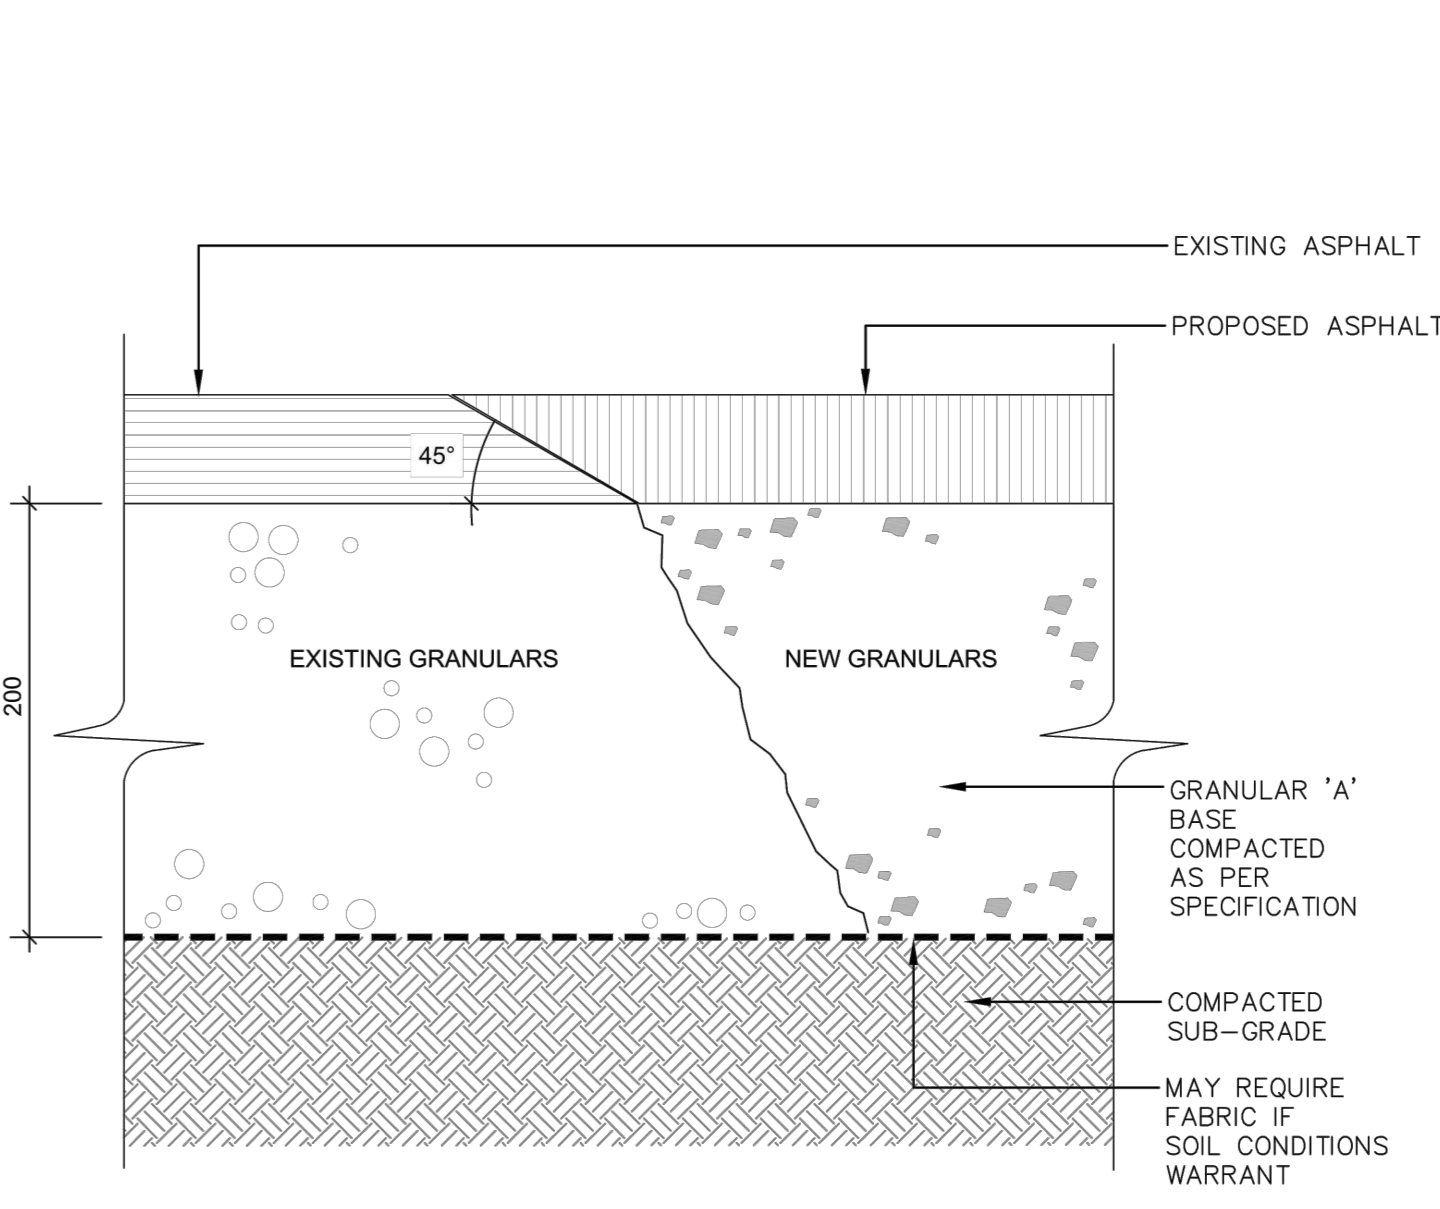 EXISTING ASPHALT
PROPOSED ASPHALT
45°
EXISTING GRANULARS
NEW GRANULARS
200
GRANULAR 'A'
BASE
COMPACTED
AS PER
SPECIFICATION
COMPACTED
SUB-GRADE
MAY REQUIRE
FABRIC IF
SOIL CONDITIONS
WARRANT